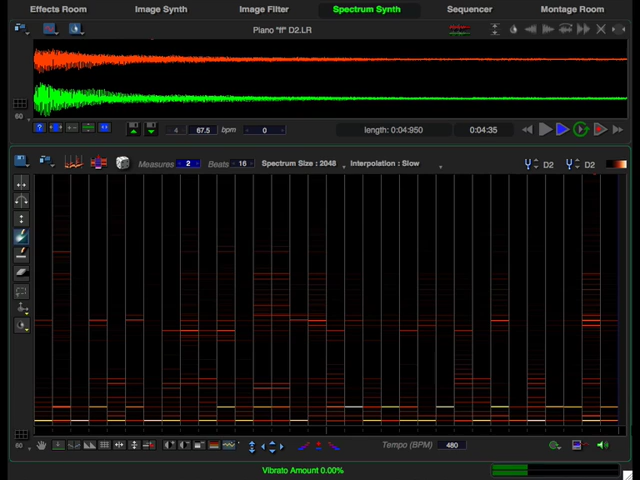 Effects Room Image Synth Image Filter Spectrum Synth Sequencer Montage Room
Piano "ff" D2.LR
60
4 67.5 bpm 0 length: 0:04:950 0:04:35
Measures 2 Beats 16 Spectrum Size : 2048 Interpolation : Slow D2 D2
60
Tempo (BPM) 480
Vibrato Amount 0.00%